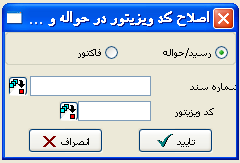 اصلاح کد ویزیتور در حواله و ...
رسید/حواله فاکتور
شماره سند
کد ویزیتور
تایید انصراف